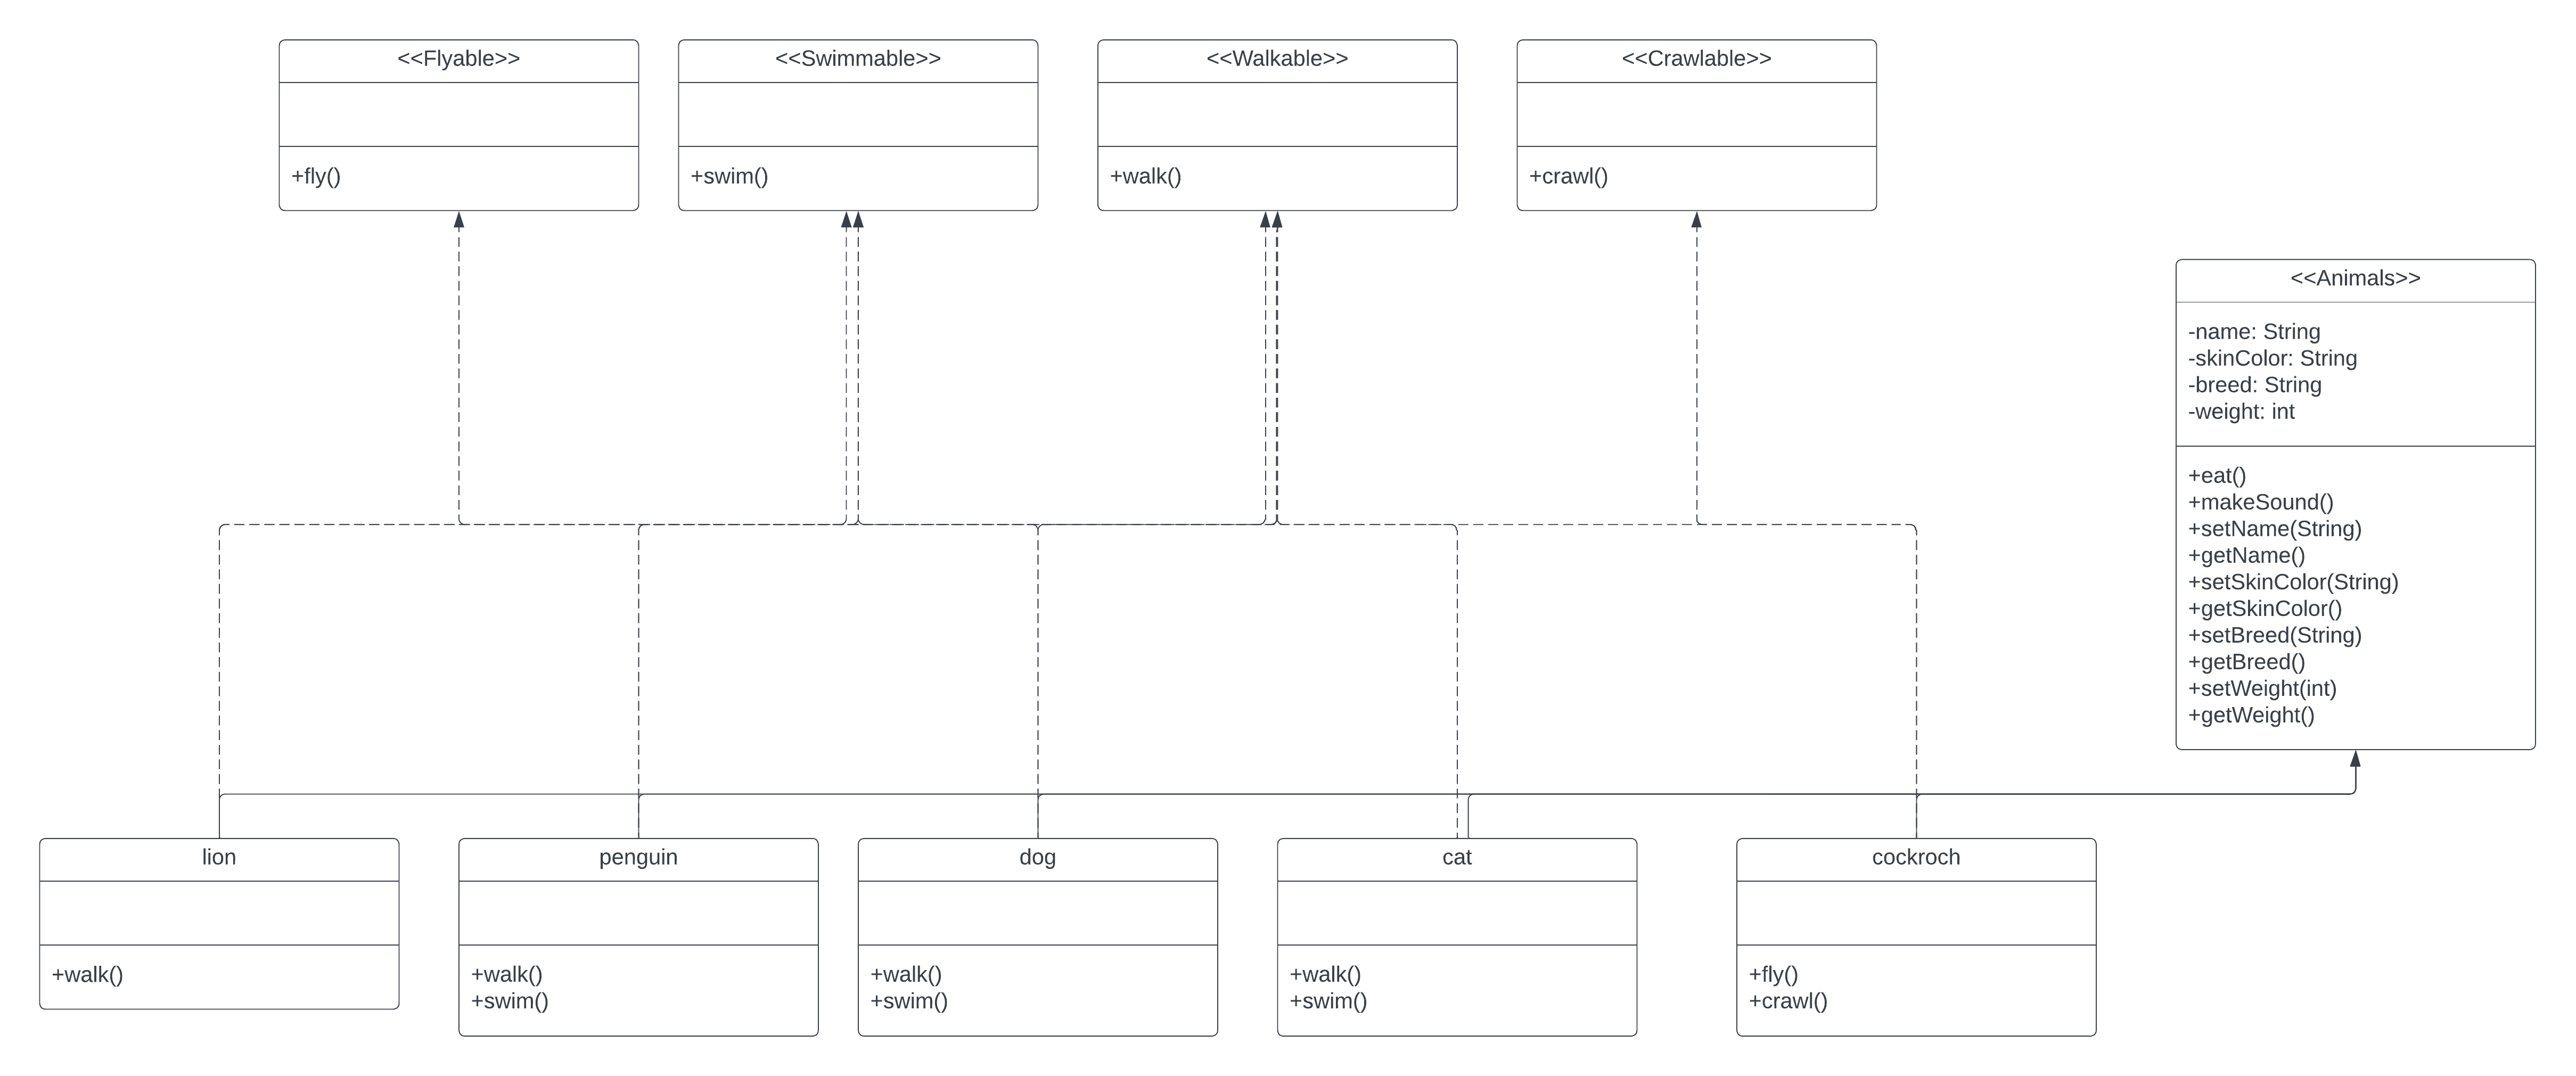 <<Flyable>>
+fly()
<<Swimmable>>
+swim()
<<Walkable>>
+walk()
<<Crawlable>>
+crawl()
<<Animals>>
-name: String
-skinColor: String
-breed: String
-weight: int
+eat()
+makeSound()
+setName(String)
+getName()
+setSkinColor(String)
+getSkinColor()
+setBreed(String)
+getBreed()
+setWeight(int)
+getWeight()
lion
+walk()
penguin
+walk()
+swim()
dog
+walk()
+swim()
cat
+walk()
+swim()
cockroch
+fly()
+crawl()